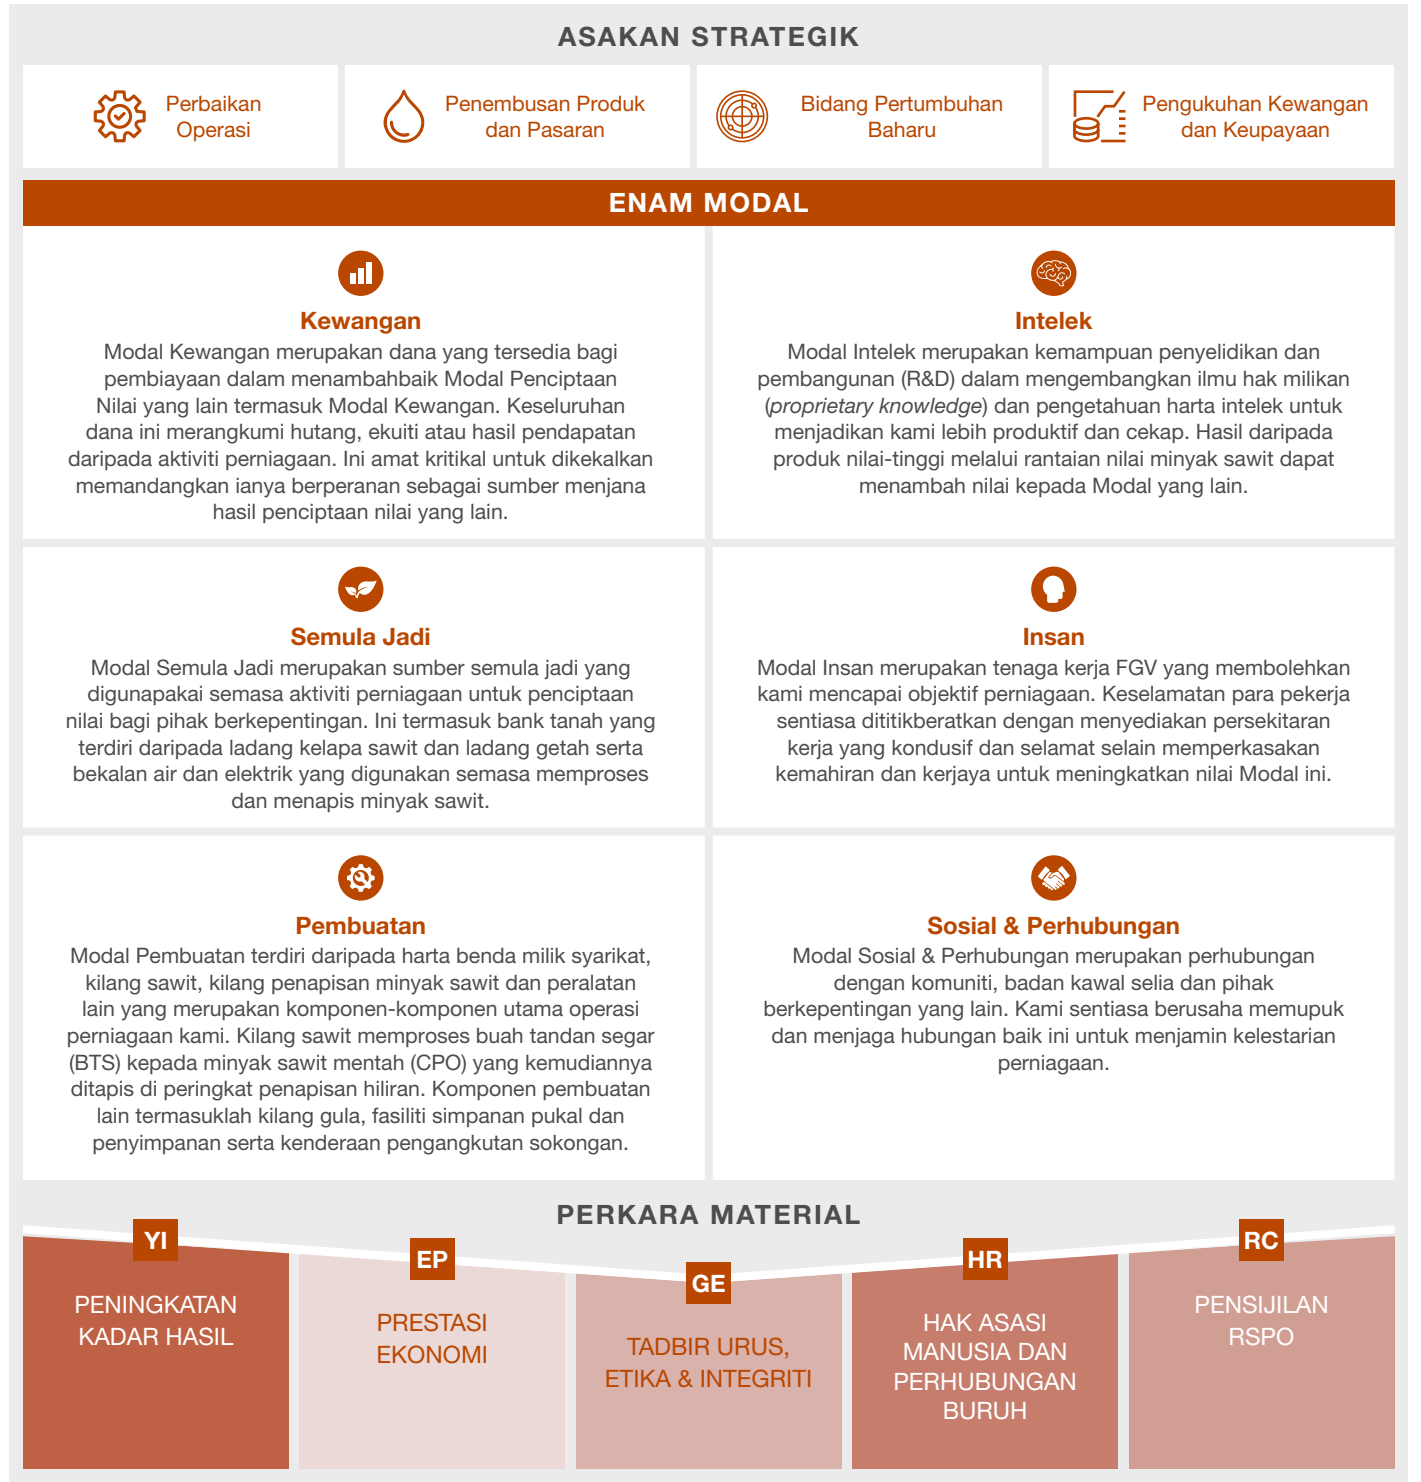 ASAKAN STRATEGIK
Perbaikan
Operasi
Penembusan Produk
dan Pasaran
Bidang Pertumbuhan
Baharu
Pengukuhan Kewangan
dan Keupayaan
ENAM MODAL
Kewangan
Modal Kewangan merupakan dana yang tersedia bagi
pembiayaan dalam menambahbaik Modal Penciptaan
Nilai yang lain termasuk Modal Kewangan. Keseluruhan
dana ini merangkumi hutang, ekuiti atau hasil pendapatan
daripada aktiviti perniagaan. Ini amat kritikal untuk dikekalkan
memandangkan ianya berperanan sebagai sumber menjana
hasil penciptaan nilai yang lain.
Intelek
Modal Intelek merupakan kemampuan penyelidikan dan
pembangunan (R&D) dalam mengembangkan ilmu hak milikan
(proprietary knowledge) dan pengetahuan harta intelek untuk
menjadikan kami lebih produktif dan cekap. Hasil daripada
produk nilai-tinggi melalui rantaian nilai minyak sawit dapat
menambah nilai kepada Modal yang lain.
Semula Jadi
Modal Semula Jadi merupakan sumber semula jadi yang
digunapakai semasa aktiviti perniagaan untuk penciptaan
nilai bagi pihak berkepentingan. Ini termasuk bank tanah yang
terdiri daripada ladang kelapa sawit dan ladang getah serta
bekalan air dan elektrik yang digunakan semasa memproses
dan menapis minyak sawit.
Insan
Modal Insan merupakan tenaga kerja FGV yang membolehkan
kami mencapai objektif perniagaan. Keselamatan para pekerja
sentiasa dititikberatkan dengan menyediakan persekitaran
kerja yang kondusif dan selamat selain memperkasakan
kemahiran dan kerjaya untuk meningkatkan nilai Modal ini.
Pembuatan
Modal Pembuatan terdiri daripada harta benda milik syarikat,
kilang sawit, kilang penapisan minyak sawit dan peralatan
lain yang merupakan komponen-komponen utama operasi
perniagaan kami. Kilang sawit memproses buah tandan segar
(BTS) kepada minyak sawit mentah (CPO) yang kemudiannya
ditapis di peringkat penapisan hiliran. Komponen pembuatan
lain termasuklah kilang gula, fasiliti simpanan pukal dan
penyimpanan serta kenderaan pengangkutan sokongan.
Sosial & Perhubungan
Modal Sosial & Perhubungan merupakan perhubungan
dengan komuniti, badan kawal selia dan pihak
berkepentingan yang lain. Kami sentiasa berusaha memupuk
dan menjaga hubungan baik ini untuk menjamin kelestarian
perniagaan.
PERKARA MATERIAL
YI
PENINGKATAN
KADAR HASIL
EP
PRESTASI
EKONOMI
GE
TADBIR URUS,
ETIKA & INTEGRITI
HR
HAK ASASI
MANUSIA DAN
PERHUBUNGAN
BURUH
RC
PENSIJILAN
RSPO